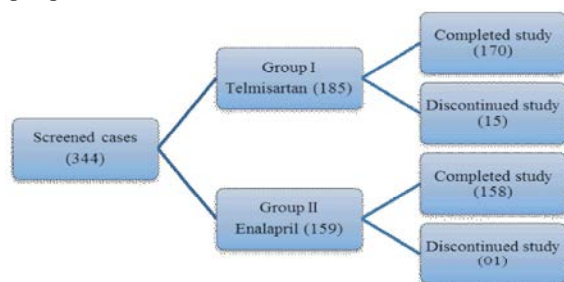 Screened cases
(344)
Group I
Telmisartan (185)
Group II
Enalapril (159)
Completed study
(170)
Discontinued study
(15)
Completed study
(158)
Discontinued study
(01)